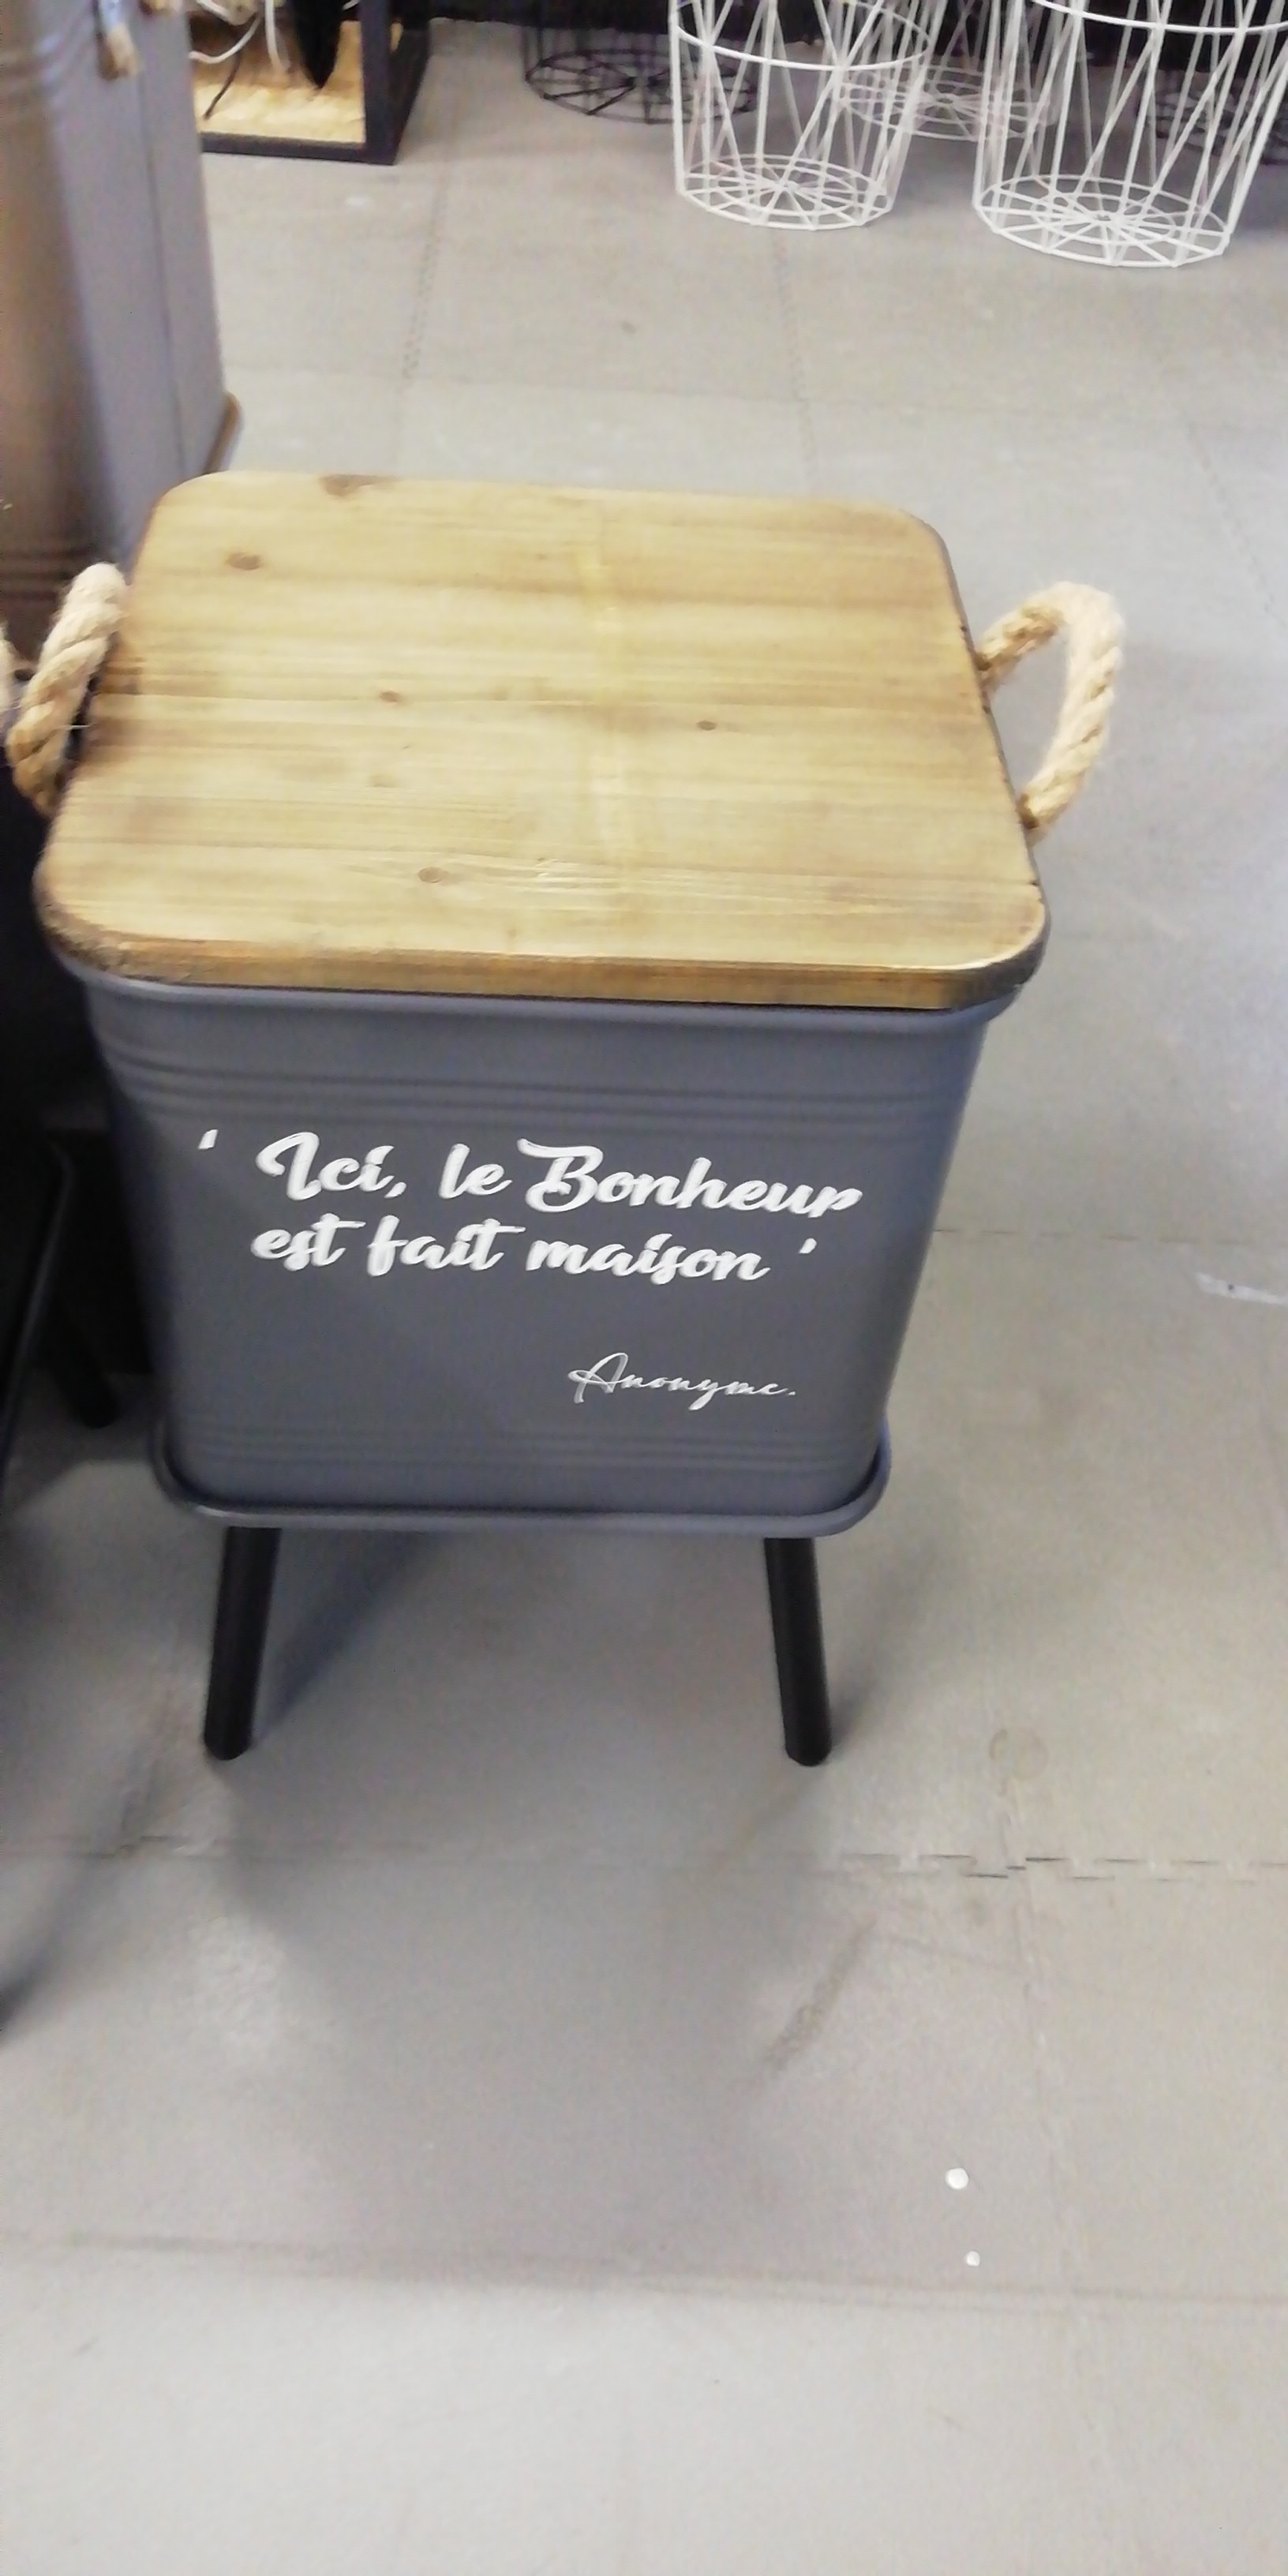 ' Ici, le Bonheur
est fait maison '
Anonyme.